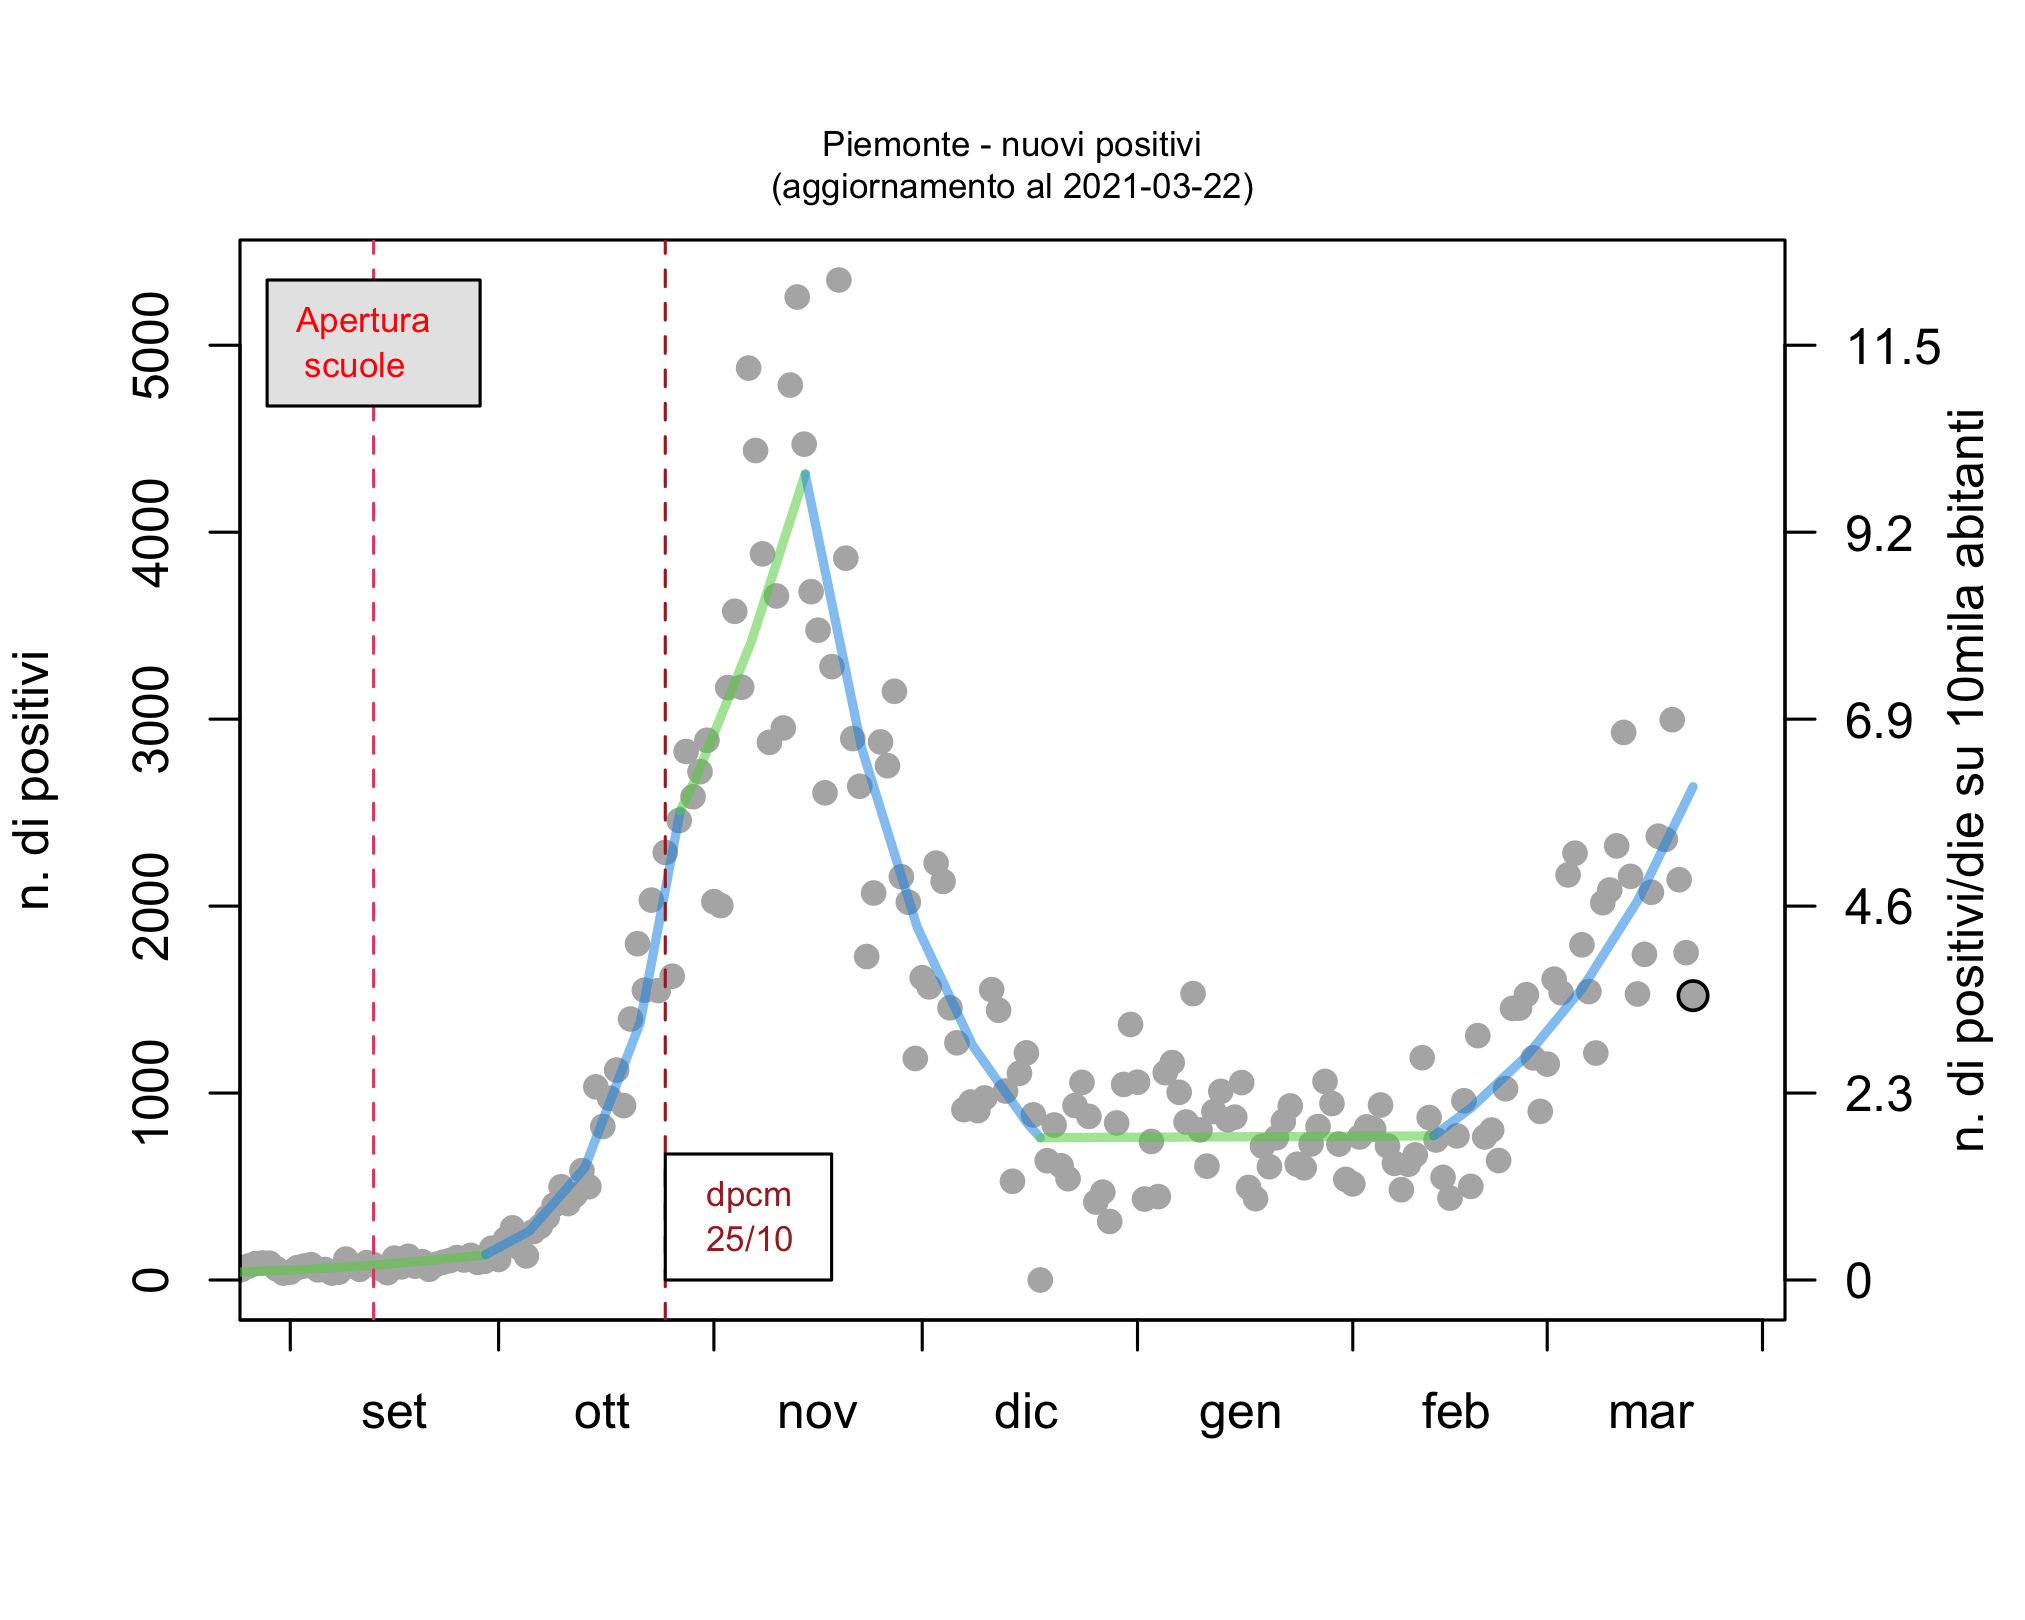 Piemonte - nuovi positivi
(aggiornamento al 2021-03-22)
Apertura
scuole
dpcm
25/10
n. di positivi
5000
4000
3000
2000
1000
0
11.5
9.2
6.9
4.6
2.3
0
n. di positivi/die su 10mila abitanti
set ott nov dic gen feb mar